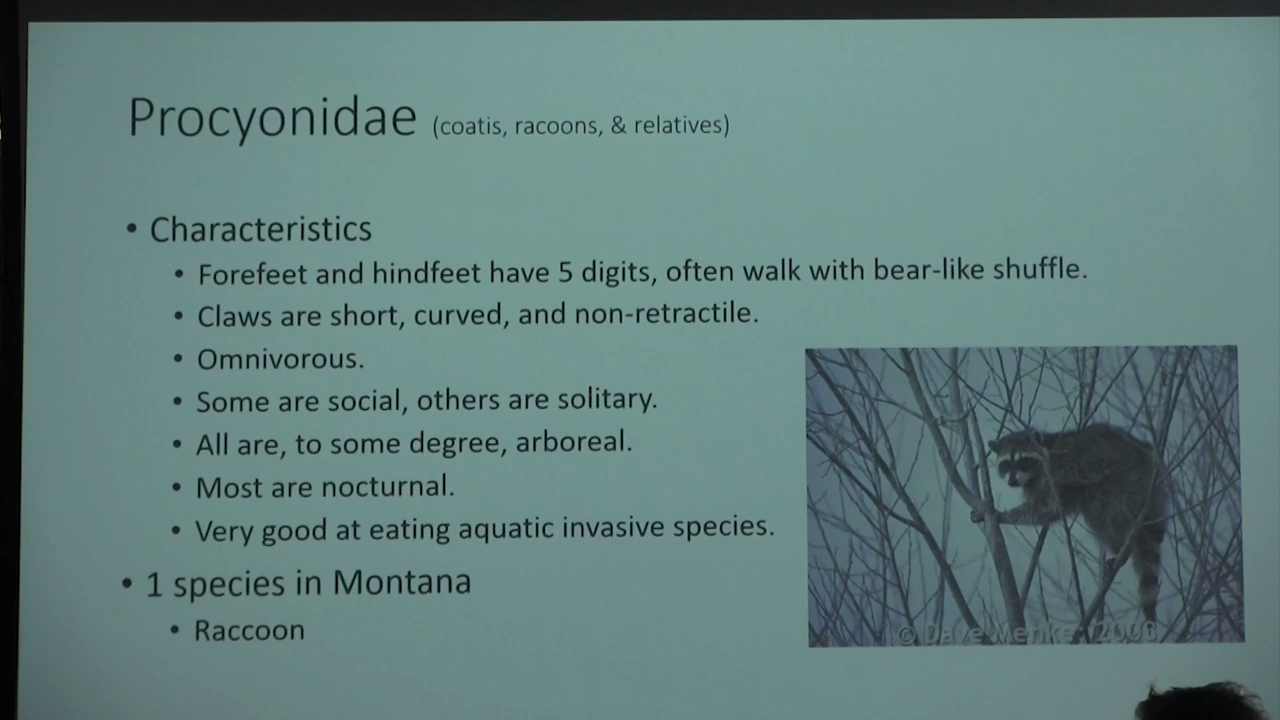 Procyonidae (coatis, racoons, & relatives)
• Characteristics
• Forefeet and hindfeet have 5 digits, often walk with bear-like shuffle.
• Claws are short, curved, and non-retractile.
• Omnivorous.
• Some are social, others are solitary.
• All are, to some degree, arboreal.
• Most are nocturnal.
• Very good at eating aquatic invasive species.
• 1 species in Montana
• Raccoon
© Dave Menke, 2008